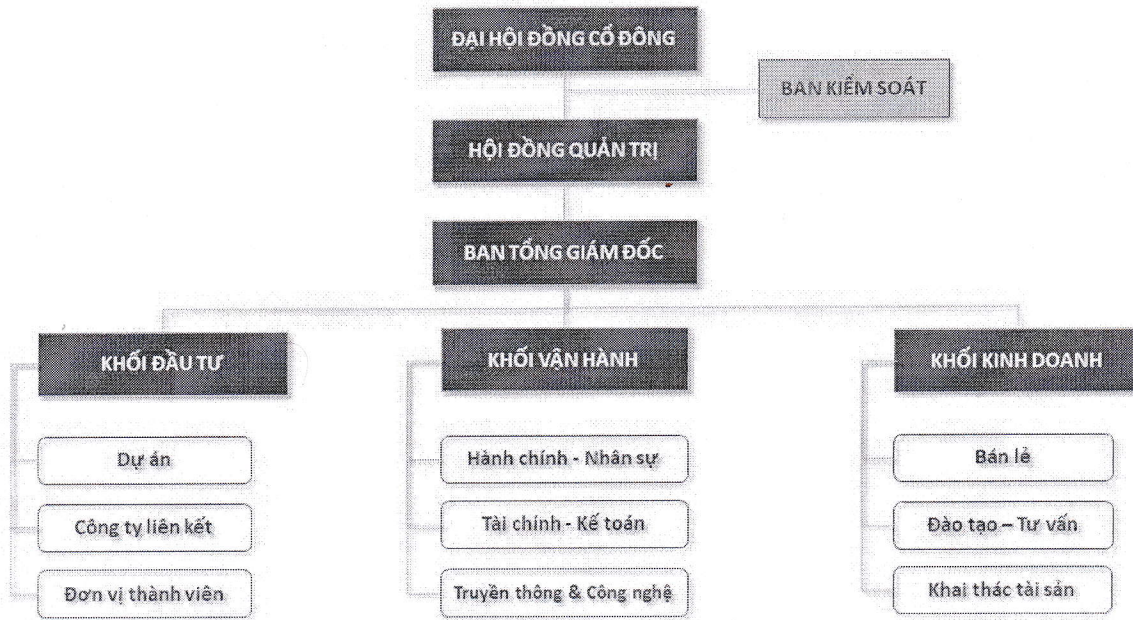 ĐẠI HỘI ĐỒNG CỔ ĐÔNG
BAN KIỂM SOÁT
HỘI ĐỒNG QUẢN TRỊ
BAN TỔNG GIÁM ĐỐC
KHỐI ĐẦU TƯ
KHỐI VẬN HÀNH
KHỐI KINH DOANH
Dự án
Hành chính - Nhân sự
Bán lẻ
Công ty liên kết
Tài chính - Kế toán
Đào tạo – Tư vấn
Đơn vị thành viên
Truyền thông & Công nghệ
Khai thác tài sản